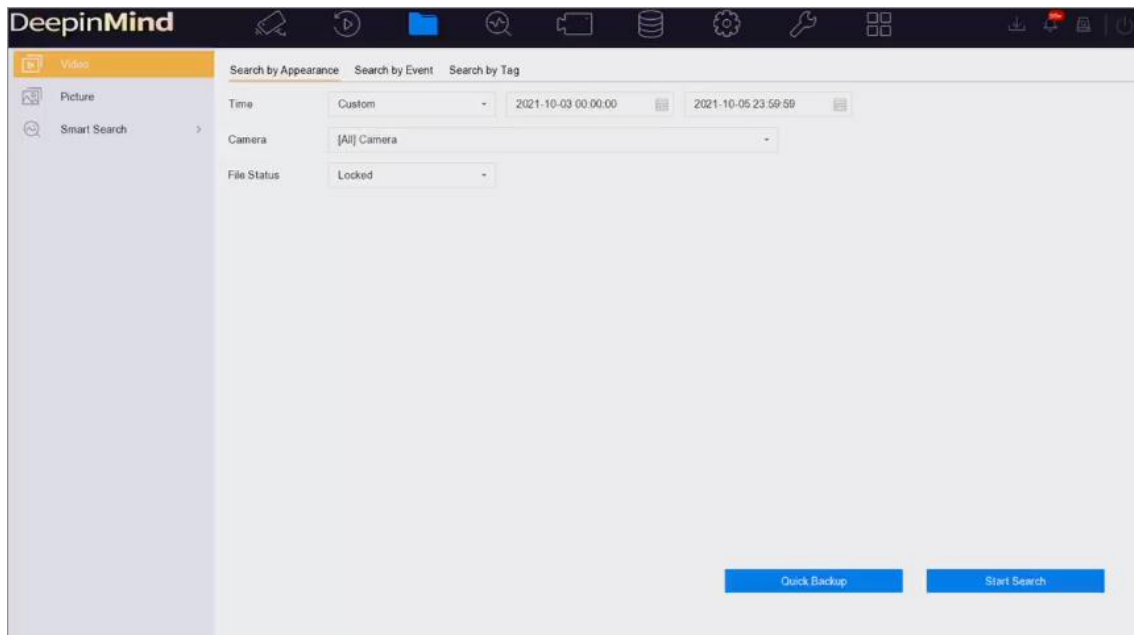 DeepinMind
Video
Picture
Smart Search
Search by Appearance Search by Event Search by Tag
Time Custom 2021-10-03 00:00:00 2021-10-05 23:59:59
Camera [All] Camera
File Status Locked
Quick Backup Start Search